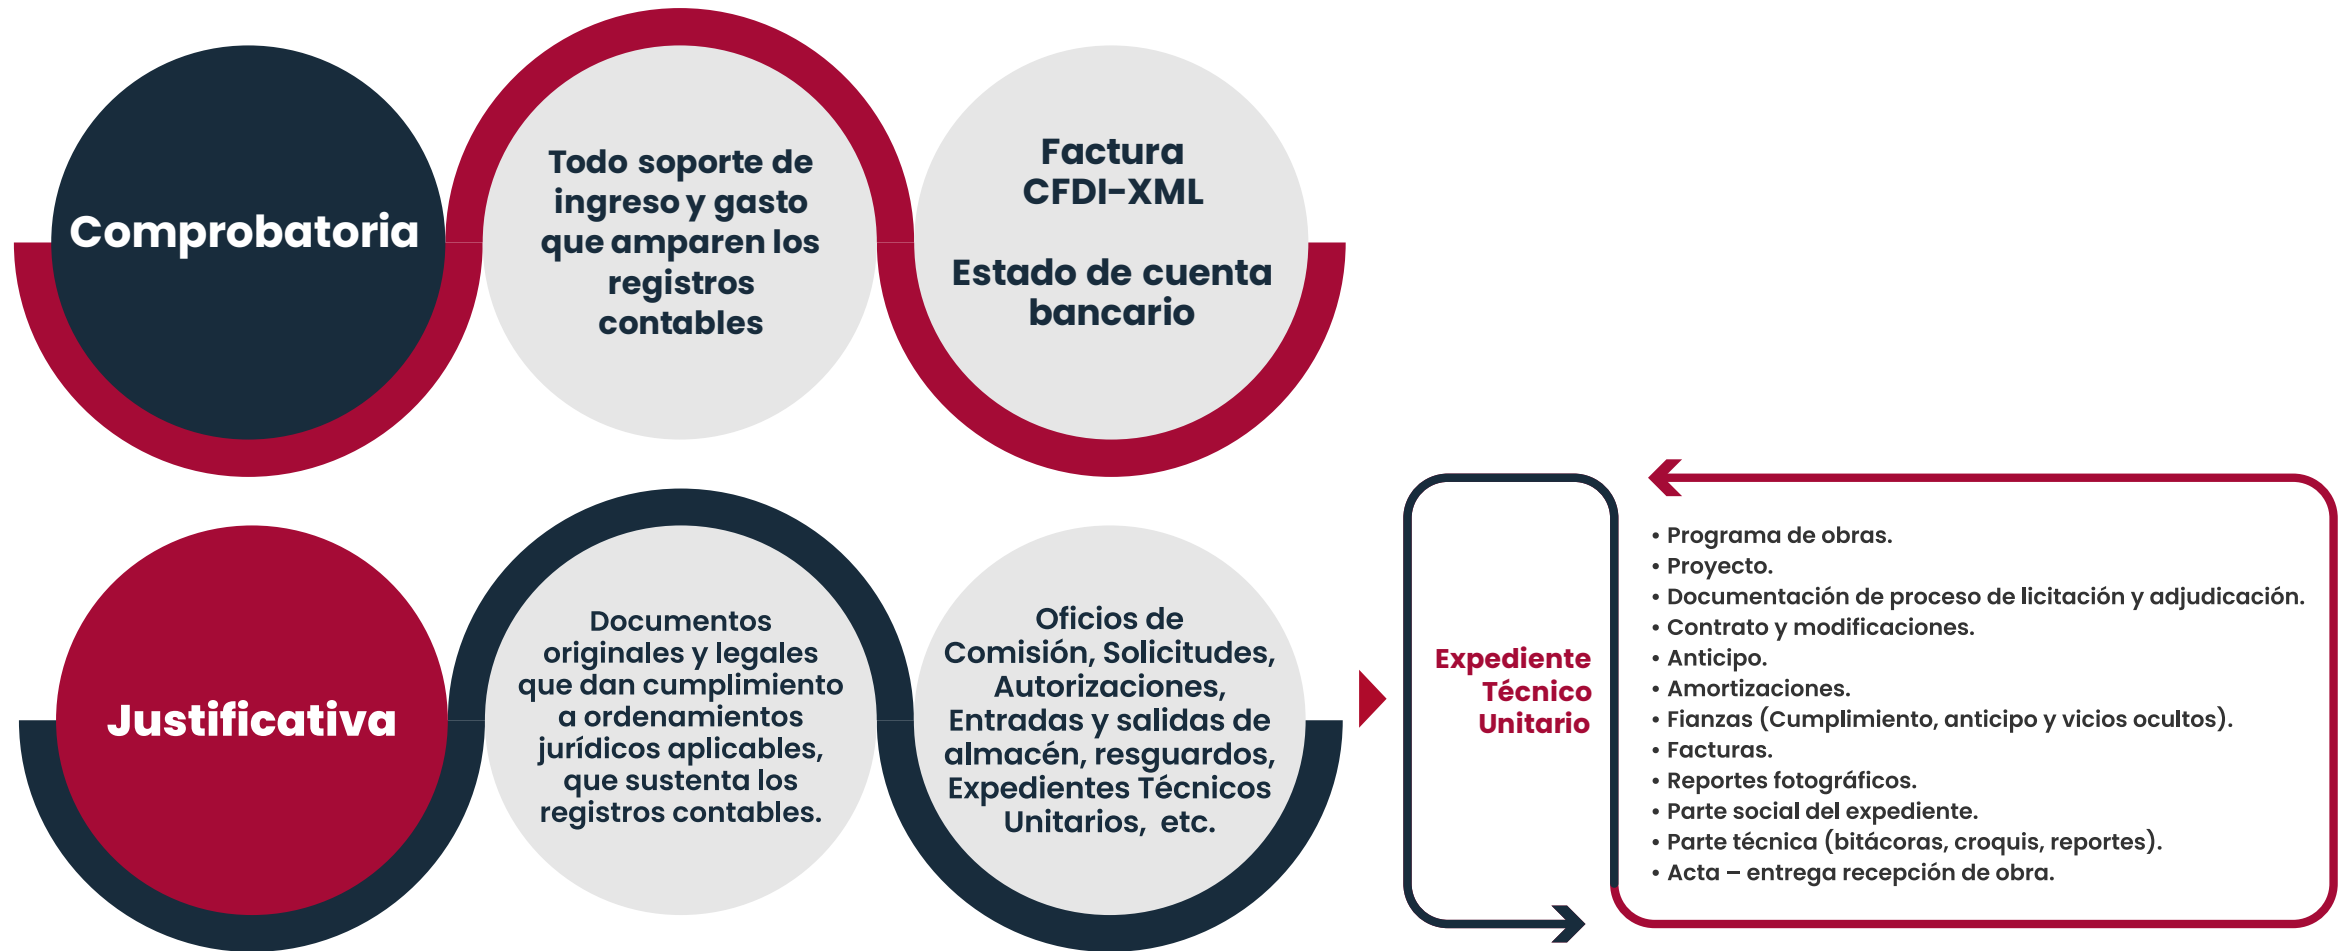 Comprobatoria
Todo soporte de
ingreso y gasto
que amparen los
registros
contables
Factura
CFDI-XML
Estado de cuenta
bancario
Justificativa
Documentos
originales y legales
que dan cumplimiento
a ordenamientos
jurídicos aplicables,
que sustenta los
registros contables.
Oficios de
Comisión, Solicitudes,
Autorizaciones,
Entradas y salidas de
almacén, resguardos,
Expedientes Técnicos
Unitarios, etc.
Expediente
Técnico
Unitario
• Programa de obras.
• Proyecto.
• Documentación de proceso de licitación y adjudicación.
• Contrato y modificaciones.
• Anticipo.
• Amortizaciones.
• Fianzas (Cumplimiento, anticipo y vicios ocultos).
• Facturas.
• Reportes fotográficos.
• Parte social del expediente.
• Parte técnica (bitácoras, croquis, reportes).
• Acta – entrega recepción de obra.